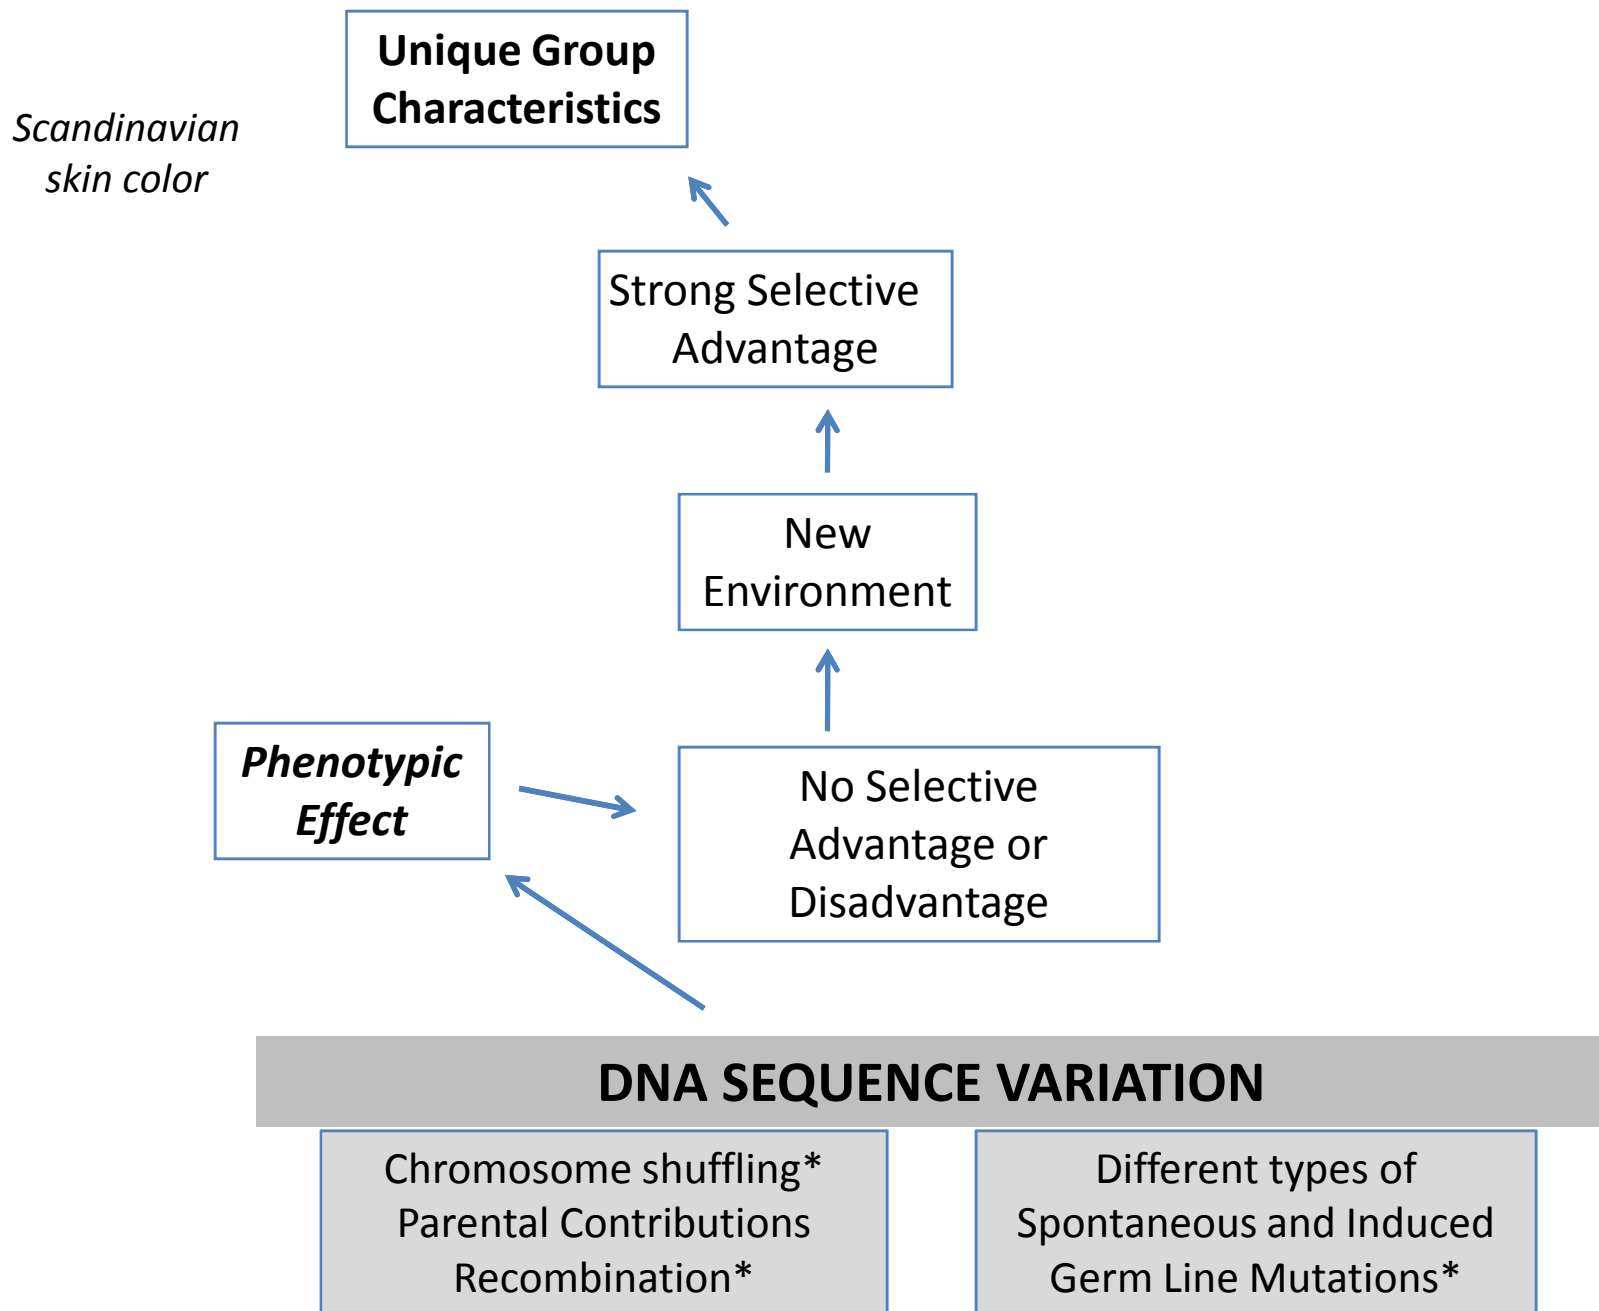 Unique Group
Characteristics
Scandinavian
skin color
Strong Selective
Advantage
New
Environment
Phenotypic
Effect
No Selective
Advantage or
Disadvantage
DNA SEQUENCE VARIATION
Chromosome shuffling*
Parental Contributions
Recombination*
Different types of
Spontaneous and Induced
Germ Line Mutations*